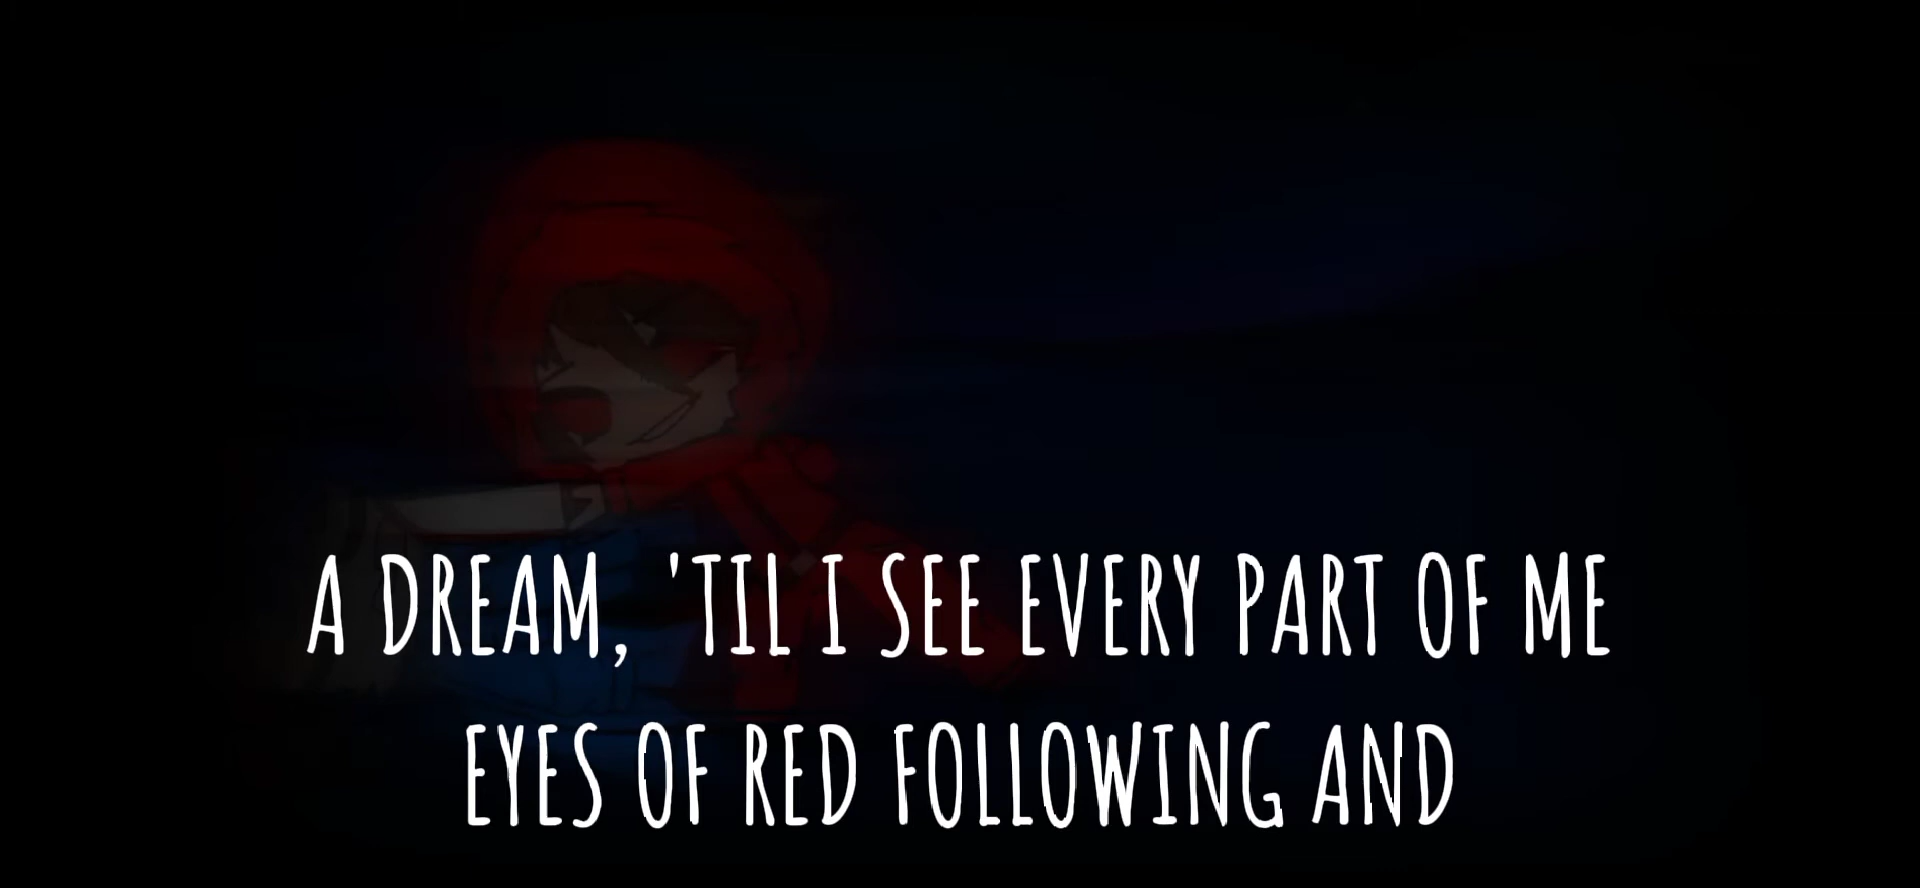 A DREAM, 'TIL I SEE EVERY PART OF ME
EYES OF RED FOLLOWING AND